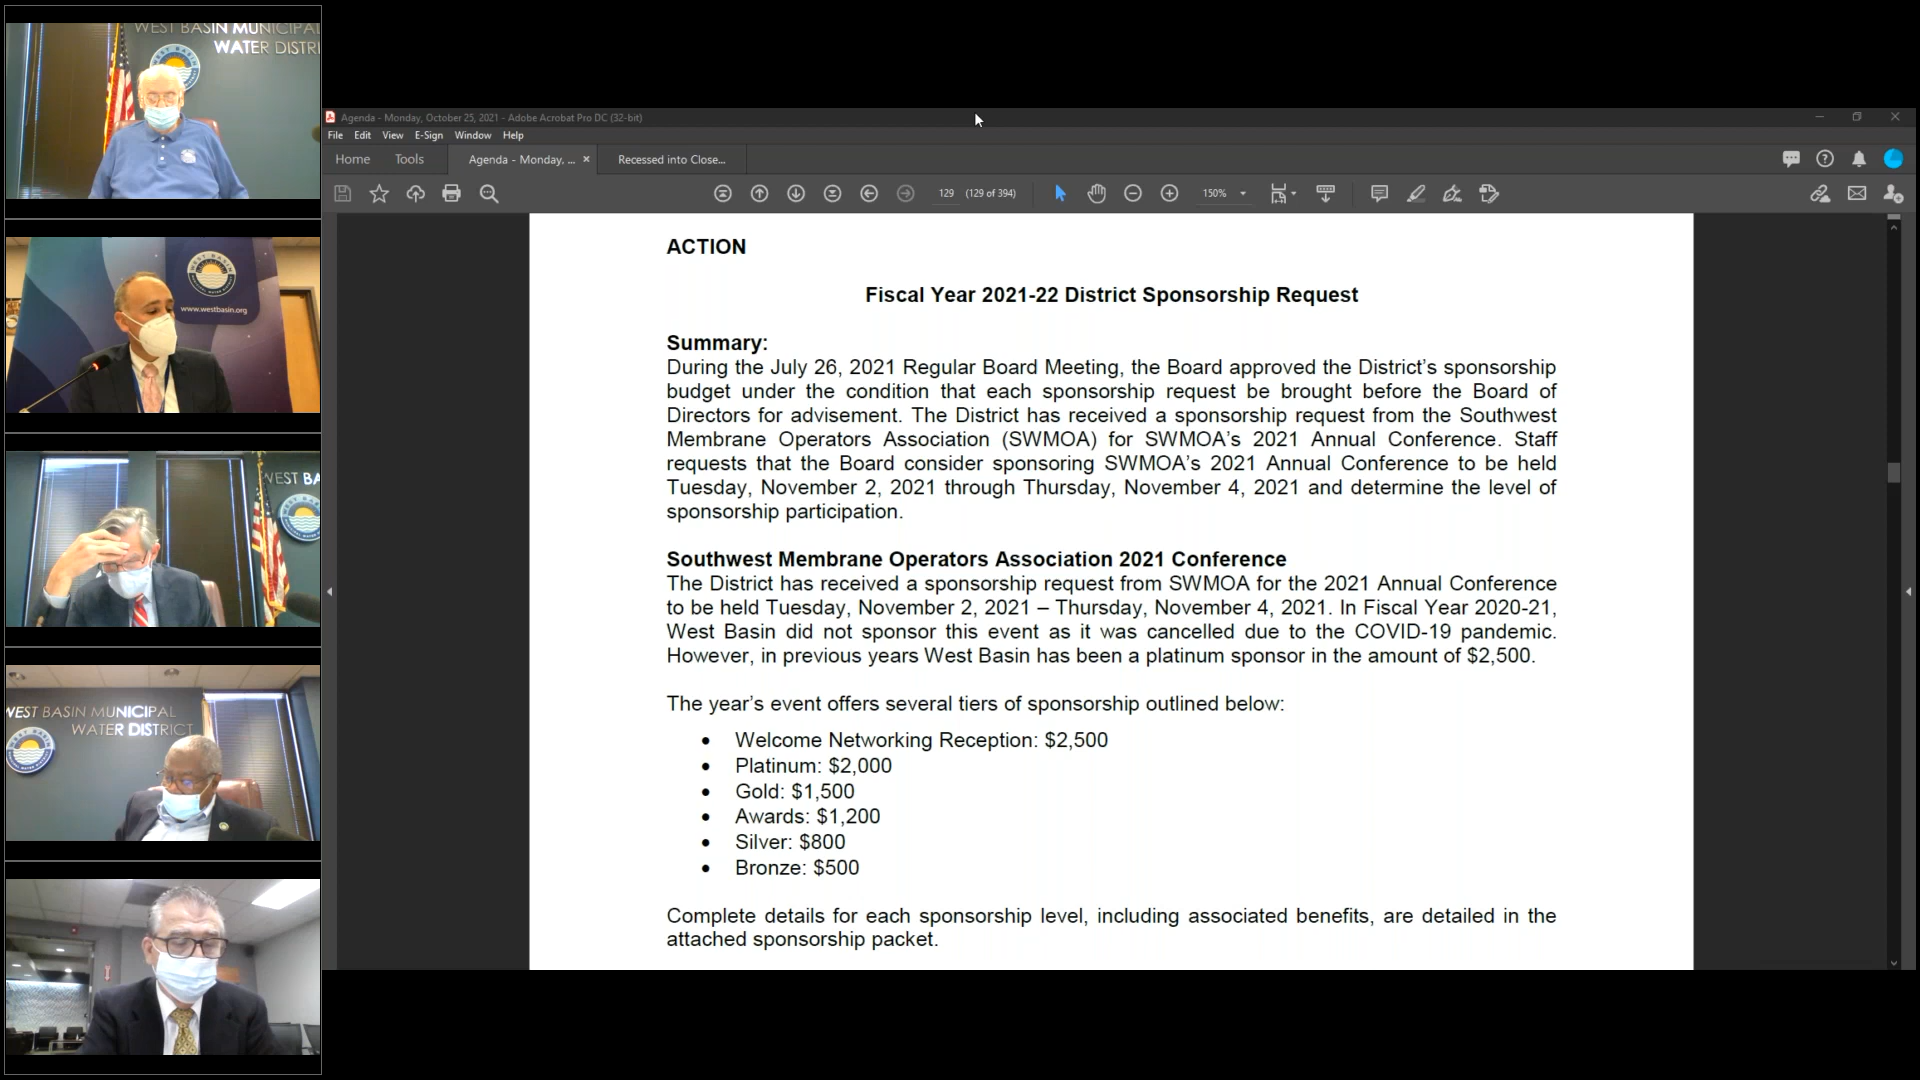 WEST BASIN MUNICIPAL
WATER DISTRI
www.westbasin.org
WEST BA
WEST BASIN MUNICIPAL
WATER DISTRICT
Agenda - Monday, October 25, 2021 - Adobe Acrobat Pro DC (32-bit)
File Edit View E-Sign Window Help
Home Tools Agenda - Monday, ... × Recessed into Close...
129 (129 of 394) 150%
ACTION
Fiscal Year 2021-22 District Sponsorship Request
Summary:
During the July 26, 2021 Regular Board Meeting, the Board approved the District's sponsorship
budget under the condition that each sponsorship request be brought before the Board of
Directors for advisement. The District has received a sponsorship request from the Southwest
Membrane Operators Association (SWMOA) for SWMOA's 2021 Annual Conference. Staff
requests that the Board consider sponsoring SWMOA's 2021 Annual Conference to be held
Tuesday, November 2, 2021 through Thursday, November 4, 2021 and determine the level of
sponsorship participation.
Southwest Membrane Operators Association 2021 Conference
The District has received a sponsorship request from SWMOA for the 2021 Annual Conference
to be held Tuesday, November 2, 2021 – Thursday, November 4, 2021. In Fiscal Year 2020-21,
West Basin did not sponsor this event as it was cancelled due to the COVID-19 pandemic.
However, in previous years West Basin has been a platinum sponsor in the amount of $2,500.
The year's event offers several tiers of sponsorship outlined below:
• Welcome Networking Reception: $2,500
• Platinum: $2,000
• Gold: $1,500
• Awards: $1,200
• Silver: $800
• Bronze: $500
Complete details for each sponsorship level, including associated benefits, are detailed in the
attached sponsorship packet.